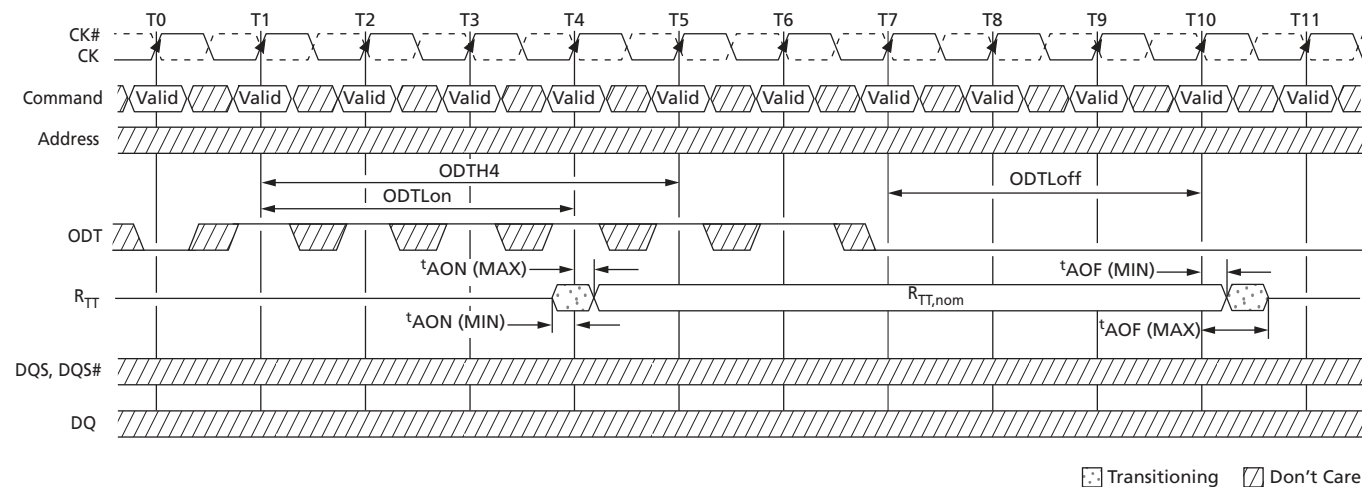 T0 T1 T2 T3 T4 T5 T6 T7 T8 T9 T10 T11
CK#
CK
Command Valid Valid Valid Valid Valid Valid Valid Valid Valid Valid Valid Valid
Address
ODTH4
ODTLoff
ODTLon
ODT
tAON (MAX) tAOF (MIN)
RTT RTT,nom
tAON (MIN) tAOF (MAX)
DQS, DQS#
DQ
Transitioning Don't Care